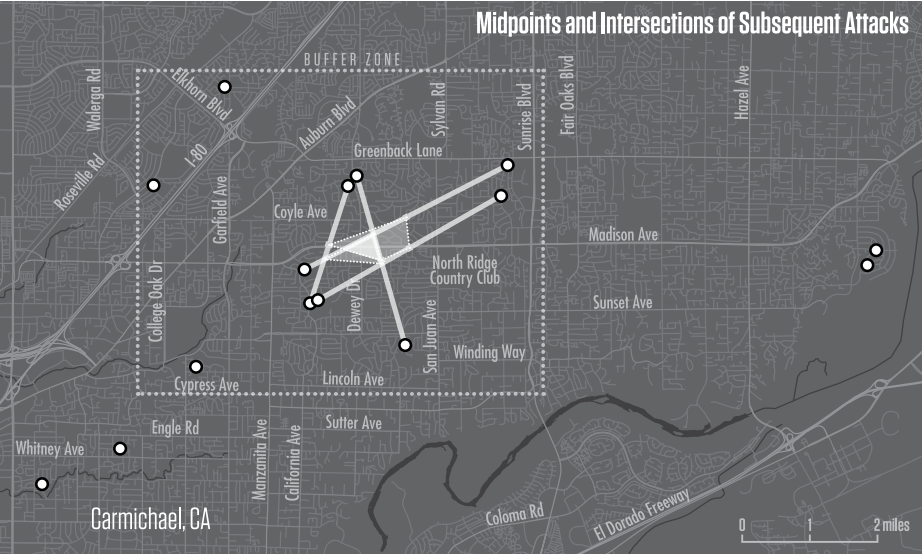 Midpoints and Intersections of Subsequent Attacks
BUFFER ZONE
Walerga Rd
Elkhorn Blvd
Auburn Blvd
Sylvan Rd
Sunrise Blvd
Fair Oaks Blvd
Hazel Ave
Roseville Rd
I-80
Greenback Lane
Garfield Ave
Coyle Ave
Madison Ave
North Ridge
Country Club
College Oak Dr
Dewey Dr
San Juan Ave
Sunset Ave
Winding Way
Cypress Ave
Lincoln Ave
Engle Rd
Sutter Ave
Whitney Ave
Manzanita Ave
California Ave
Carmichael, CA
Coloma Rd
El Dorado Freeway
0 1 2 miles